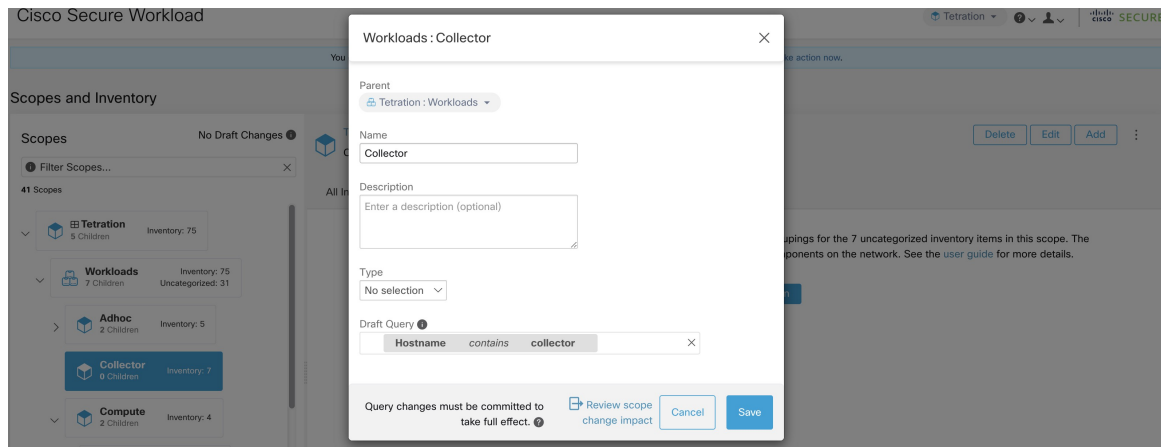 Cisco Secure Workload
Tetration
CISCO SECURE
You
ke action now.
Scopes and Inventory
Scopes
No Draft Changes
Filter Scopes...
41 Scopes
Tetration
5 Children
Inventory: 75
Workloads
7 Children
Inventory: 75
Uncategorized: 31
Adhoc
2 Children
Inventory: 5
Collector
0 Children
Inventory: 7
Compute
2 Children
Inventory: 4
All In
Delete
Edit
Add
upings for the 7 uncategorized inventory items in this scope. The
ponents on the network. See the user guide for more details.
Workloads : Collector
Parent
Tetration : Workloads
Name
Collector
Description
Enter a description (optional)
Type
No selection
Draft Query
Hostname contains collector
Query changes must be committed to
take full effect.
Review scope
change impact
Cancel
Save